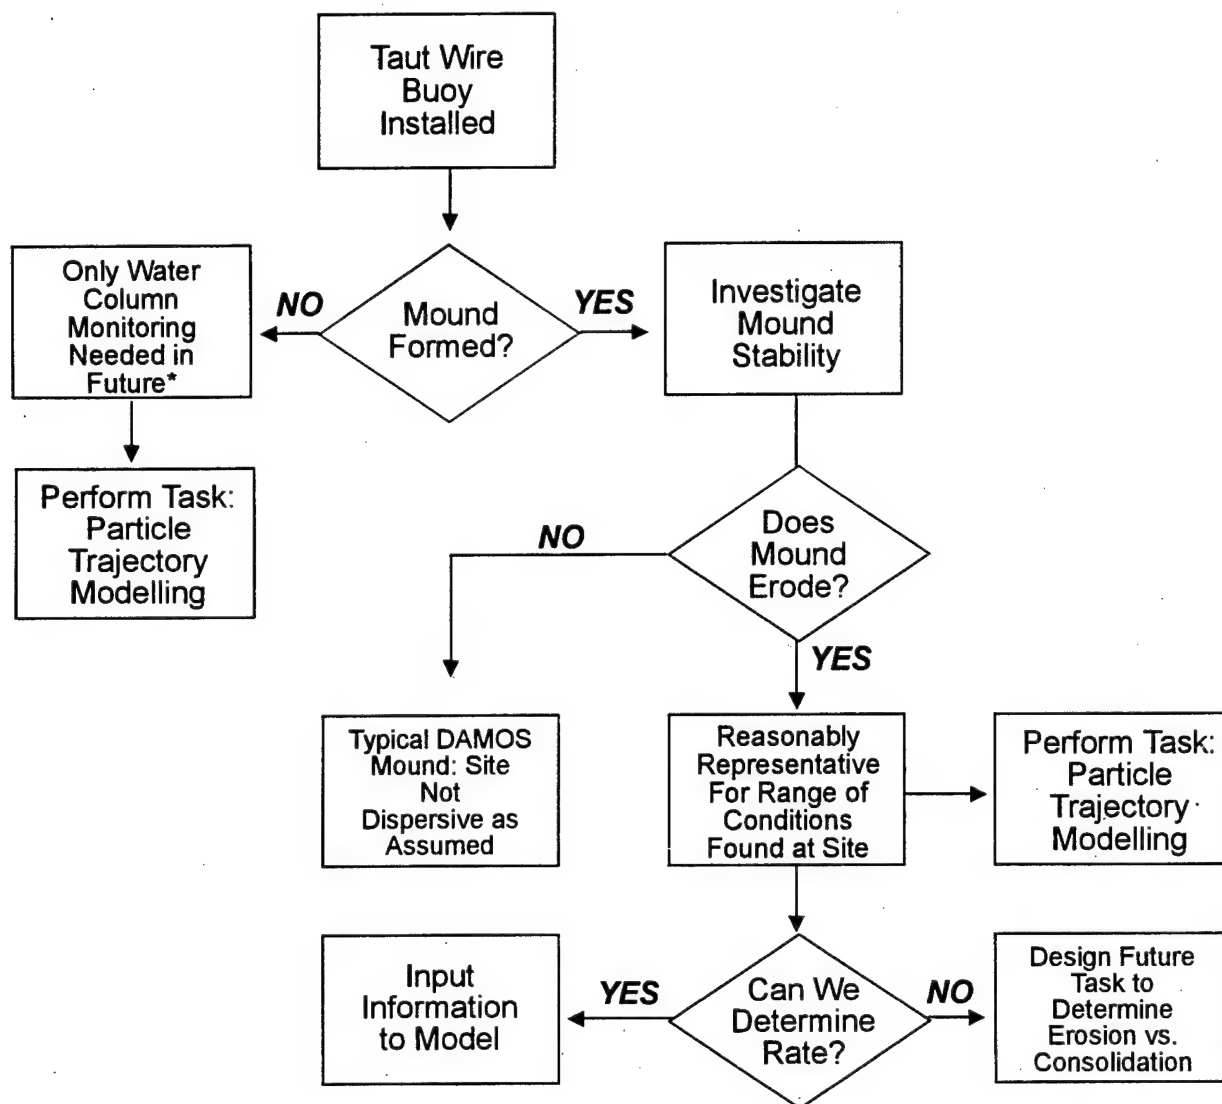 Taut Wire
Buoy
Installed
Only Water
Column
Monitoring
Needed in
Future*
NO
Mound
Formed?
YES
Investigate
Mound
Stability
Perform Task:
Particle
Trajectory
Modelling
NO
Does
Mound
Erode?
YES
Typical DAMOS
Mound: Site
Not
Dispersive as
Assumed
Reasonably
Representative
For Range of
Conditions
Found at Site
Perform Task:
Particle
Trajectory
Modelling
Input
Information
to Model
YES
Can We
Determine
Rate?
NO
Design Future
Task to
Determine
Erosion vs.
Consolidation